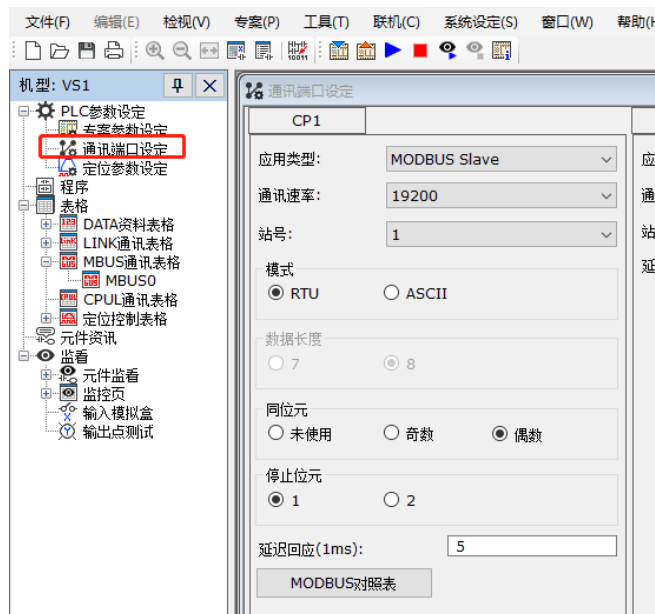 文件(F) 编辑(E) 检视(V) 专案(P) 工具(T) 联机(C) 系统设定(S) 窗口(W) 帮助(H
机型: VS1
PLC参数设定
专案参数设定
通讯端口设定
定位参数设定
程序
表格
DATA资料表格
LINK通讯表格
MBUS通讯表格
MBUS0
CPUL通讯表格
定位控制表格
元件资讯
监看
元件监看
监控页
输入模拟盒
输出点测试
通讯端口设定
CP1
应用类型: MODBUS Slave
通讯速率: 19200
站号: 1
模式
RTU ASCII
数据长度
7 8
同位元
未使用 奇数 偶数
停止位元
1 2
延迟回应(1ms): 5
MODBUS对照表
应
通
站
延